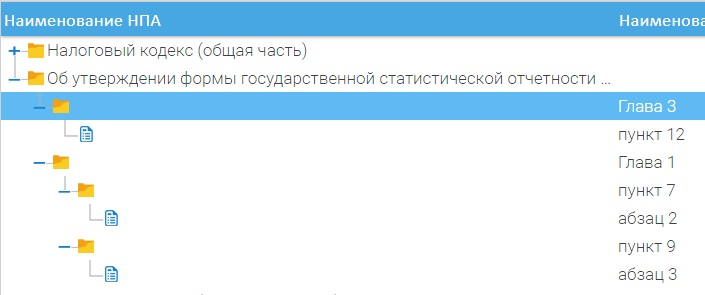 Наименование НПА Наименова
Налоговый кодекс (общая часть)
Об утверждении формы государственной статистической отчетности ...
Глава 3
пункт 12
Глава 1
пункт 7
абзац 2
пункт 9
абзац 3